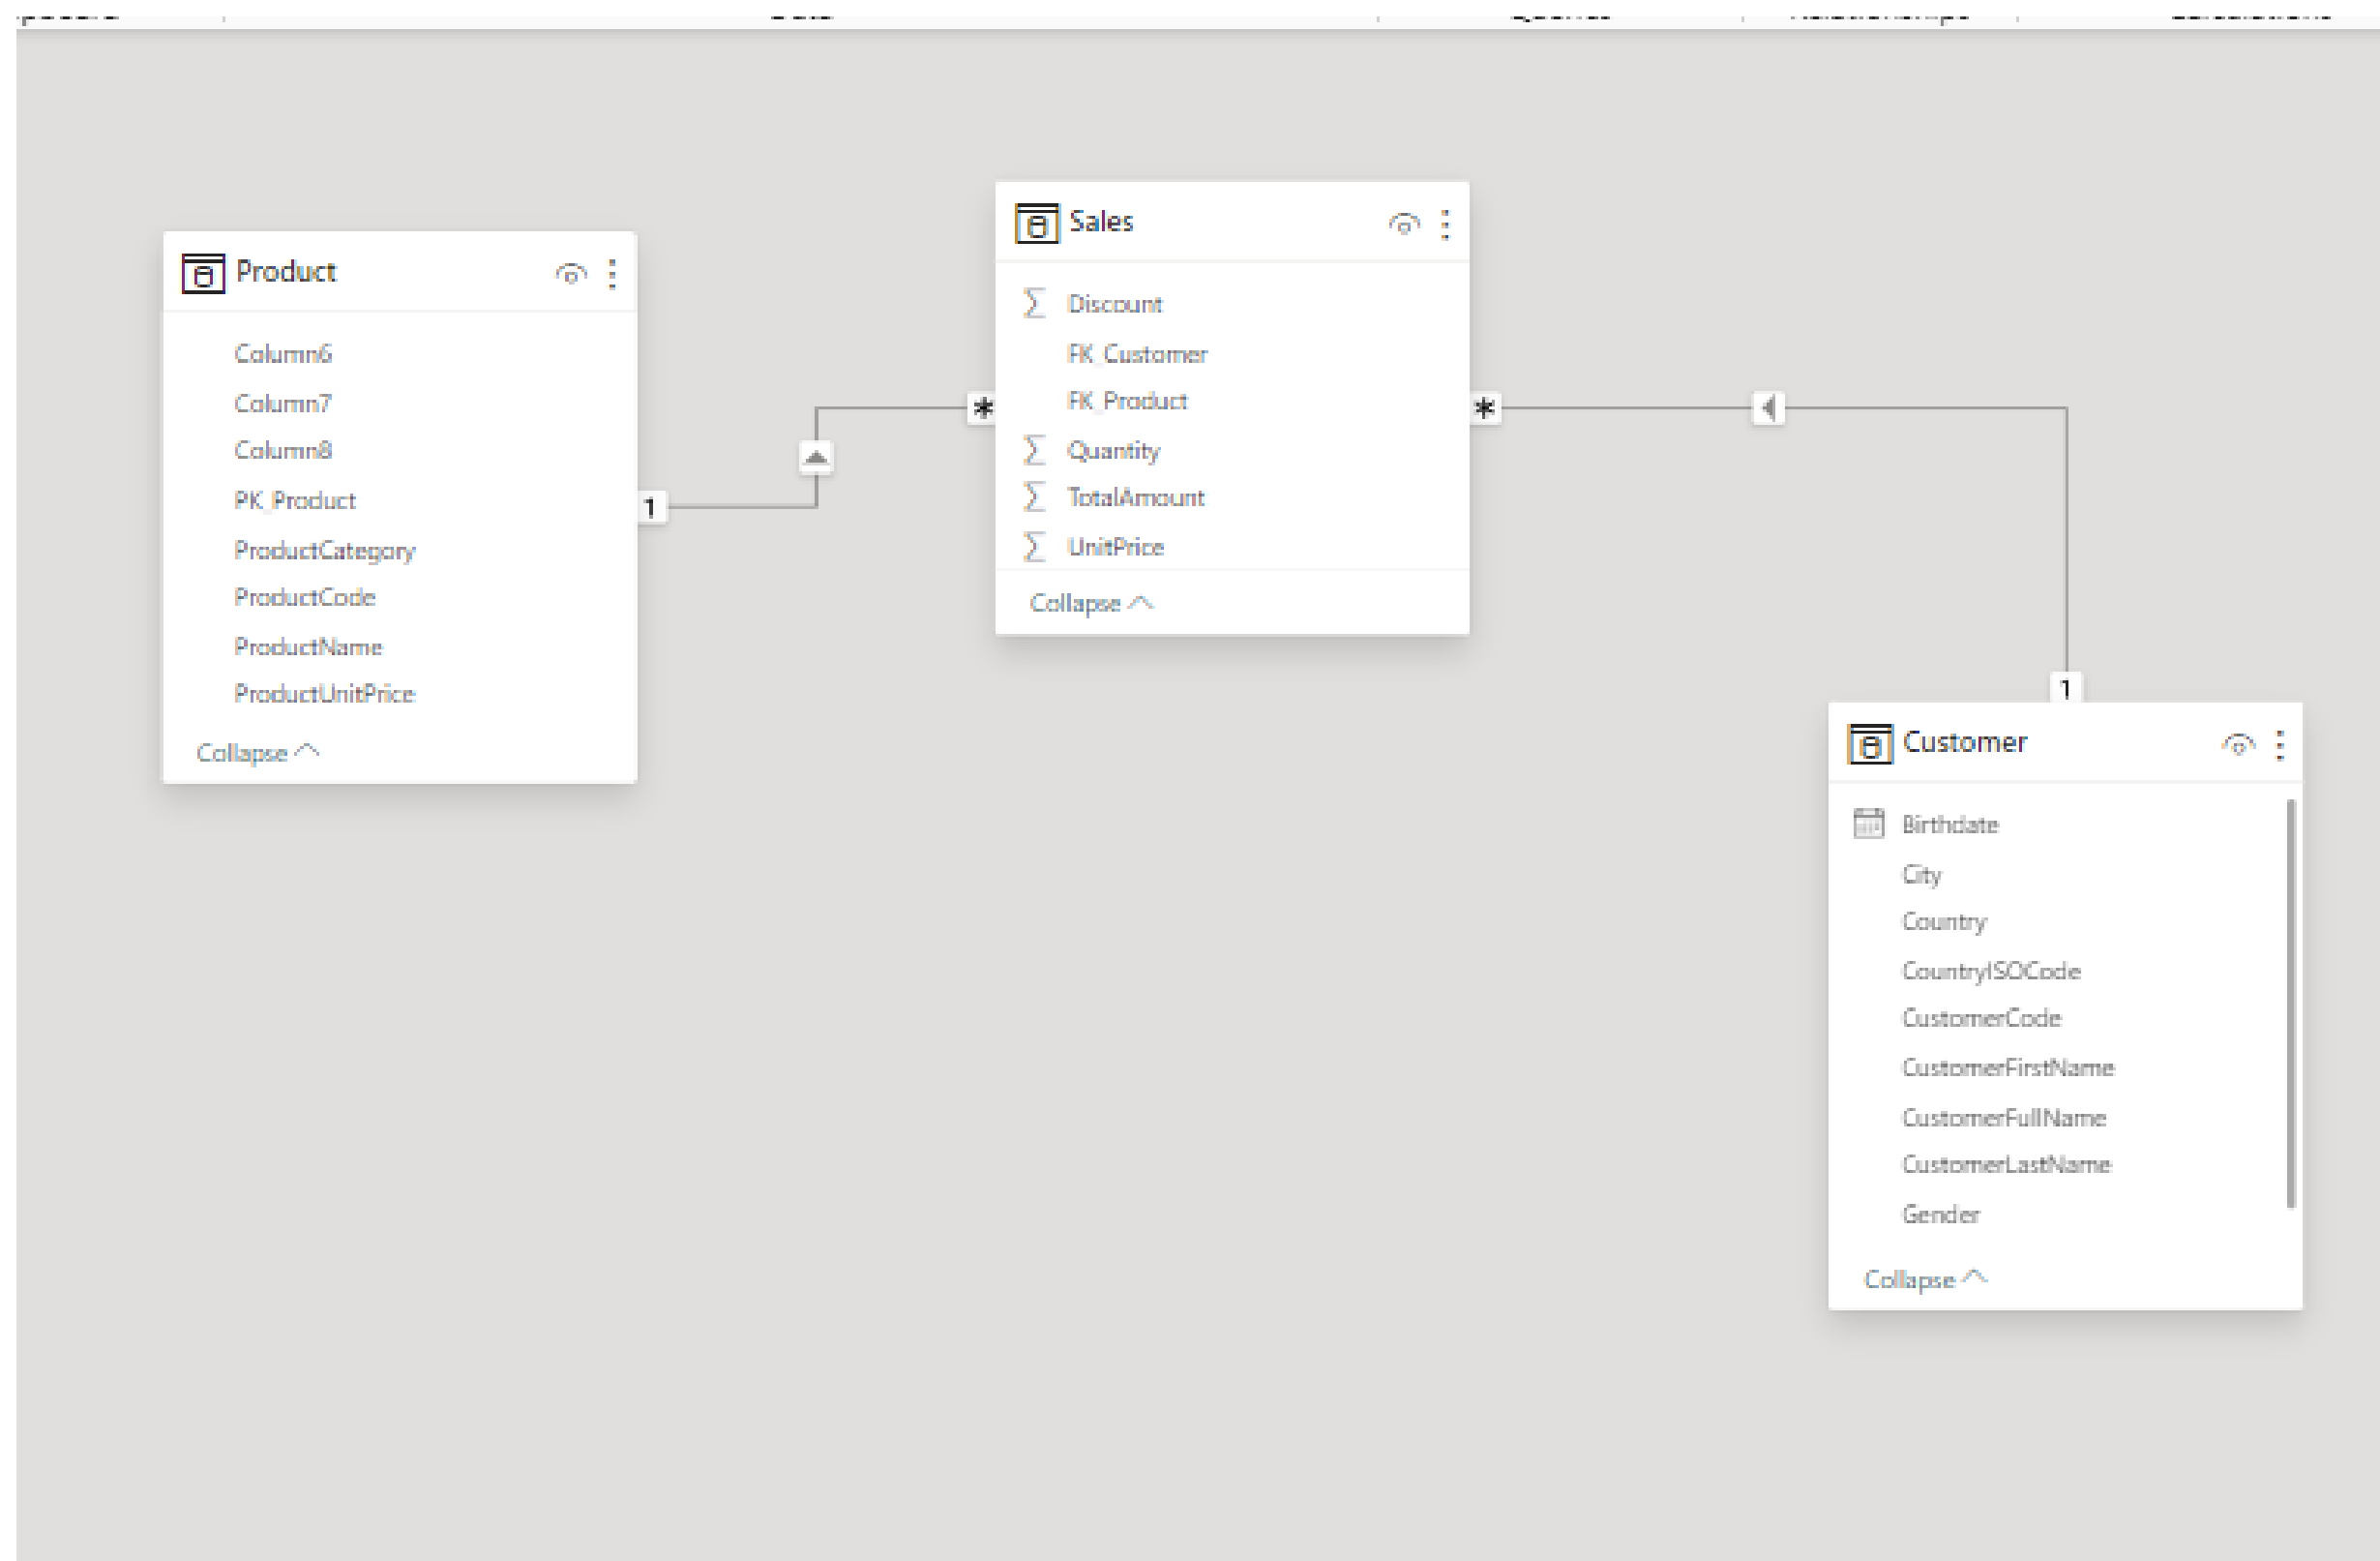 Product
Column6
Column7
Column8
PK_Product
ProductCategory
ProductCode
ProductName
ProductUnitPrice
Collapse
1
*
Sales
Discount
FK_Customer
FK_Product
Quantity
TotalAmount
UnitPrice
Collapse
*
1
Customer
Birthdate
City
Country
CountryISOCode
CustomerCode
CustomerFirstName
CustomerFullName
CustomerLastName
Gender
Collapse